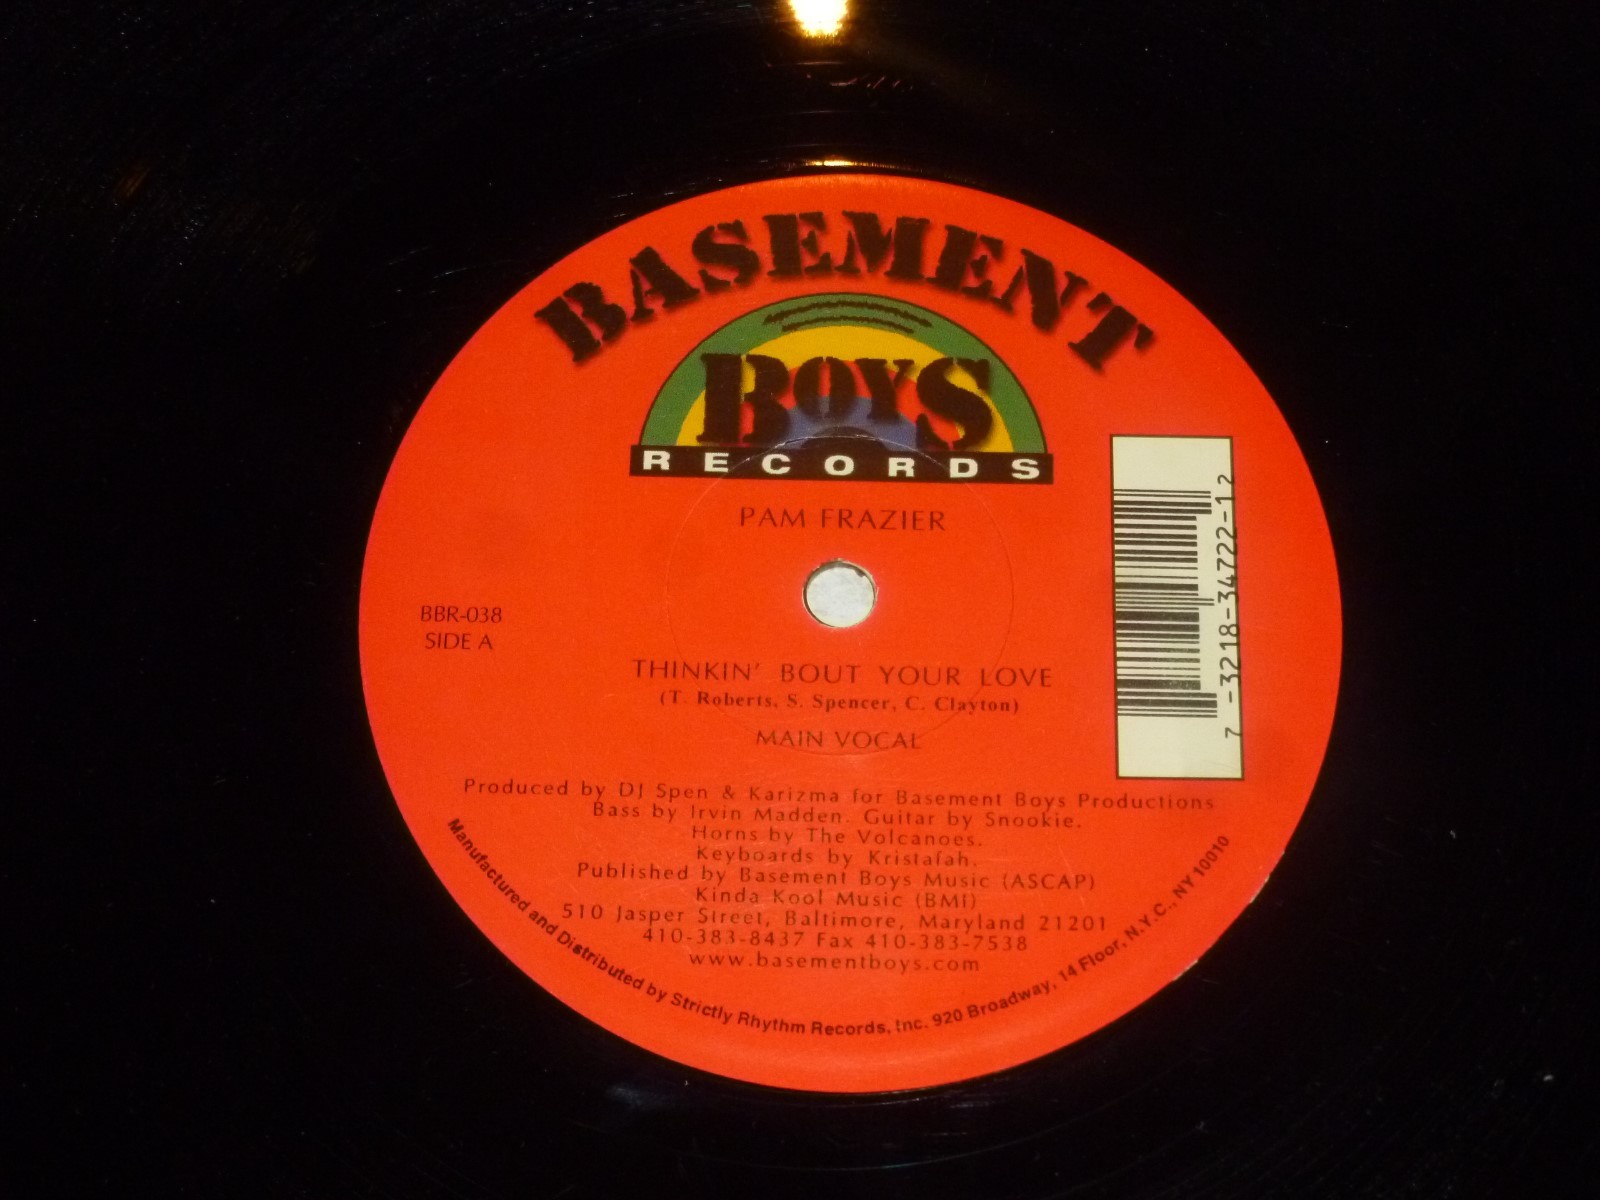 BASEMENT
BOYS
RECORDS
PAM FRAZIER
BBR-038
SIDE A
7 -3218-34722-1 2
THINKIN' BOUT YOUR LOVE
(T. Roberts, S. Spencer, C. Clayton)
MAIN VOCAL
Produced by DJ Spen & Karizma for Basement Boys Productions
Bass by Irvin Madden. Guitar by Snookie.
Horns by The Volcanoes.
Keyboards by Kristafah.
Published by Basement Boys Music (ASCAP)
Kinda Kool Music (BMI)
510 Jasper Street, Baltimore, Maryland 21201
410-383-8437 Fax 410-383-7538
www.basementboys.com
Manufactured and Distributed by Strictly Rhythm Records, Inc. 920 Broadway, 14 Floor, N.Y.C., NY 10010